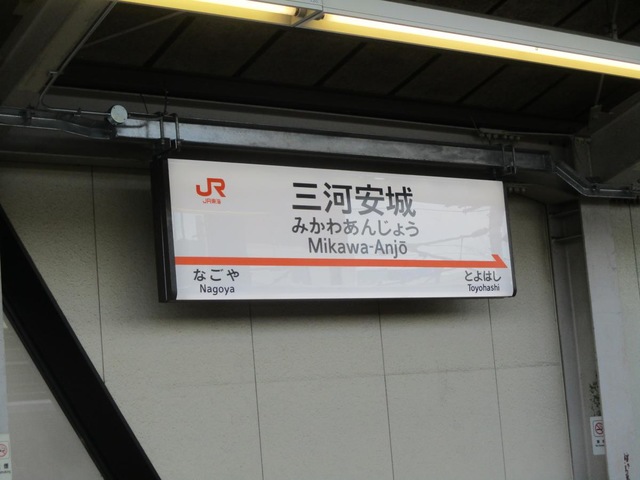 JR
JR東海
三河安城
みかわあんじょう
Mikawa-Anjō
なごや
Nagoya
とよはし
Toyohashi